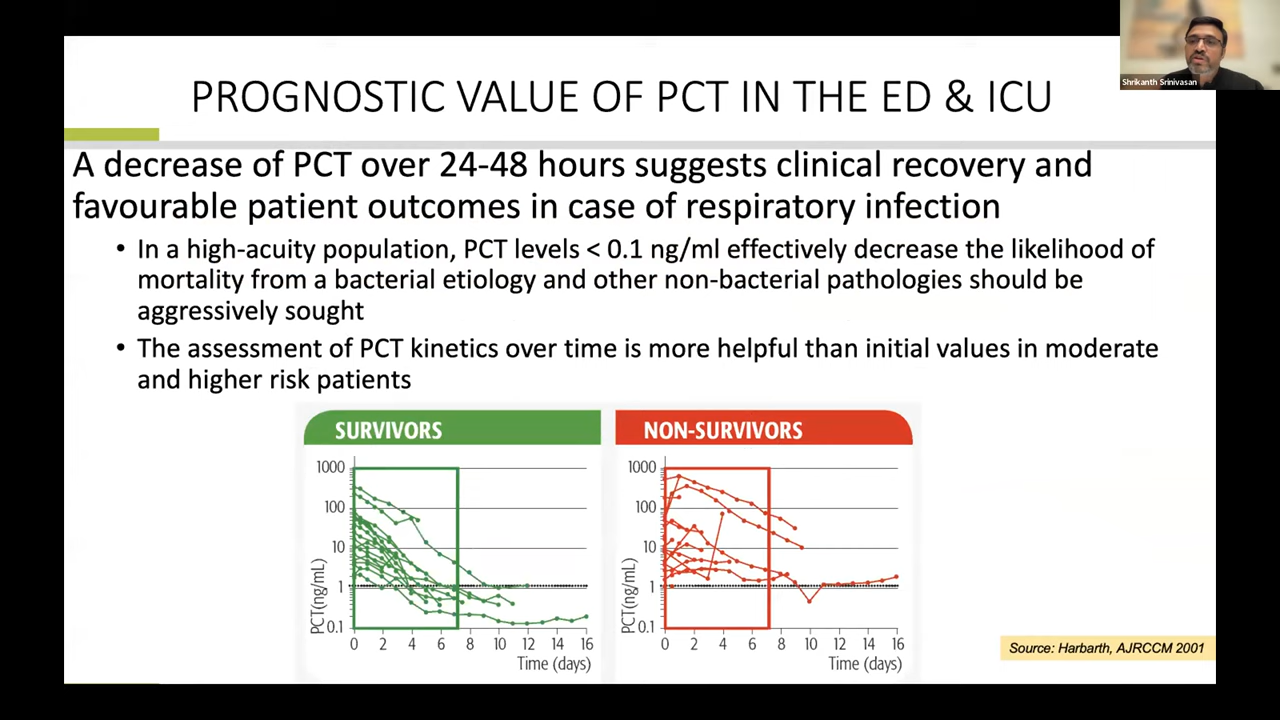 PROGNOSTIC VALUE OF PCT IN THE ED & ICU
Shrikanth Srinivasan
A decrease of PCT over 24-48 hours suggests clinical recovery and
favourable patient outcomes in case of respiratory infection
• In a high-acuity population, PCT levels < 0.1 ng/ml effectively decrease the likelihood of
mortality from a bacterial etiology and other non-bacterial pathologies should be
aggressively sought
• The assessment of PCT kinetics over time is more helpful than initial values in moderate
and higher risk patients
SURVIVORS
1000
100
10
1
0.1
PCT(ng/mL)
0 2 4 6 8 10 12 14 16
Time (days)
NON-SURVIVORS
1000
100
10
1
0.1
PCT(ng/mL)
0 2 4 6 8 10 12 14 16
Time (days)
Source: Harbarth, AJRCCM 2001